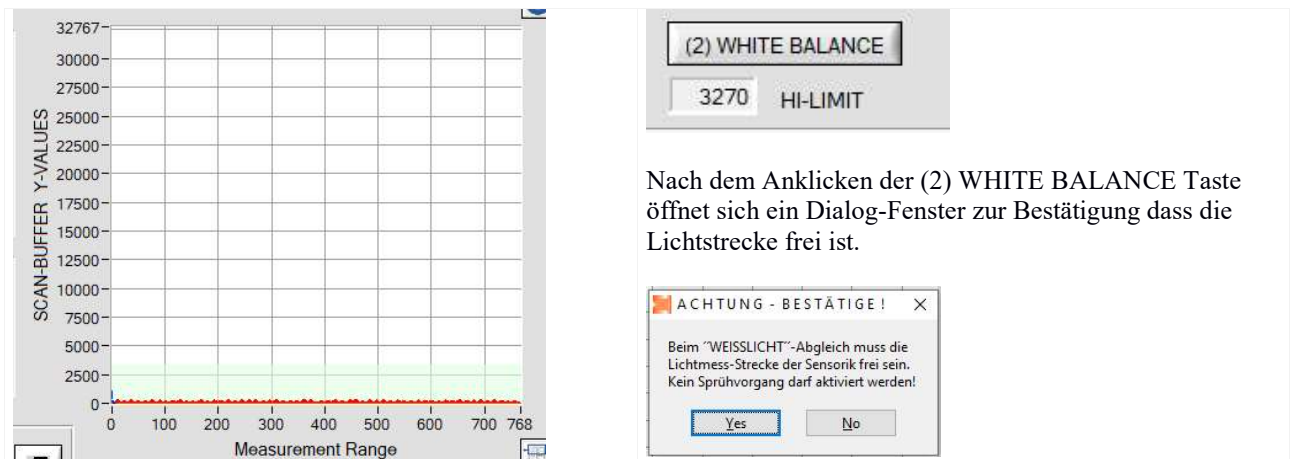 32767
30000
27500
25000
22500
20000
17500
15000
12500
10000
7500
5000
2500
0
SCAN-BUFFER Y-VALUES
0 100 200 300 400 500 600 700 768
Measurement Range
(2) WHITE BALANCE
3270 HI-LIMIT
Nach dem Anklicken der (2) WHITE BALANCE Taste
öffnet sich ein Dialog-Fenster zur Bestätigung dass die
Lichtstrecke frei ist.
ACHTUNG - BESTÄTIGE!
Beim ´WEISSLICHT´-Abgleich muss die
Lichtmess-Strecke der Sensorik frei sein.
Kein Sprühvorgang darf aktiviert werden!
Yes No